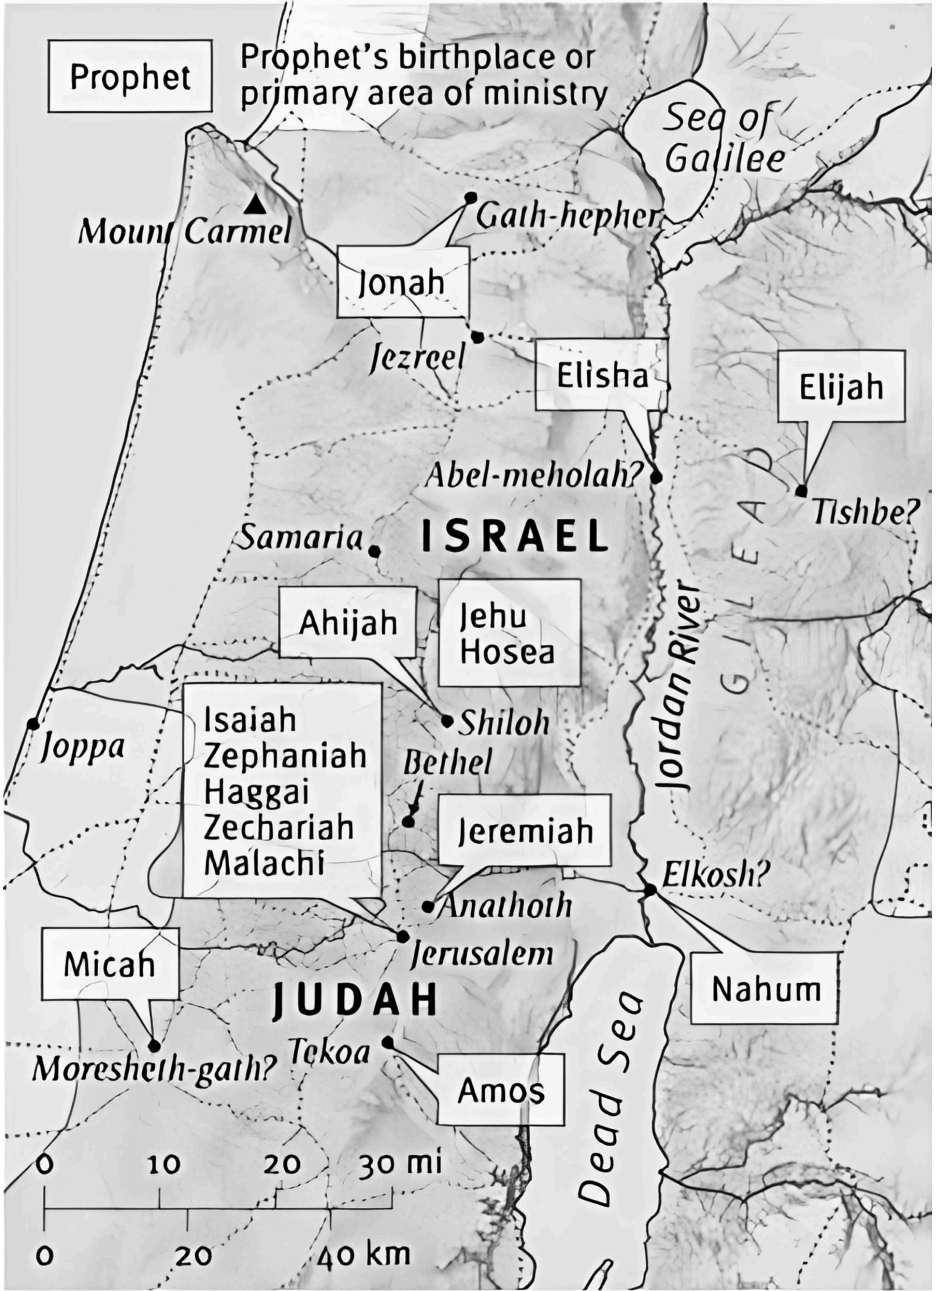 Prophet
Prophet's birthplace or
primary area of ministry
Sea of
Galilee
Mount Carmel
Gath-hepher
Jonah
Jezreel
Elisha
Elijah
Abel-meholah?
Tishbe?
Samaria
ISRAEL
GILEAD
Ahijah
Jehu
Hosea
Jordan River
Isaiah
Zephaniah
Haggai
Zechariah
Malachi
Shiloh
Joppa
Bethel
Jeremiah
Elkosh?
Anathoth
Jerusalem
Micah
Nahum
JUDAH
Tekoa
Moresheth-gath?
Amos
Dead Sea
0 10 20 30 mi
0 20 40 km